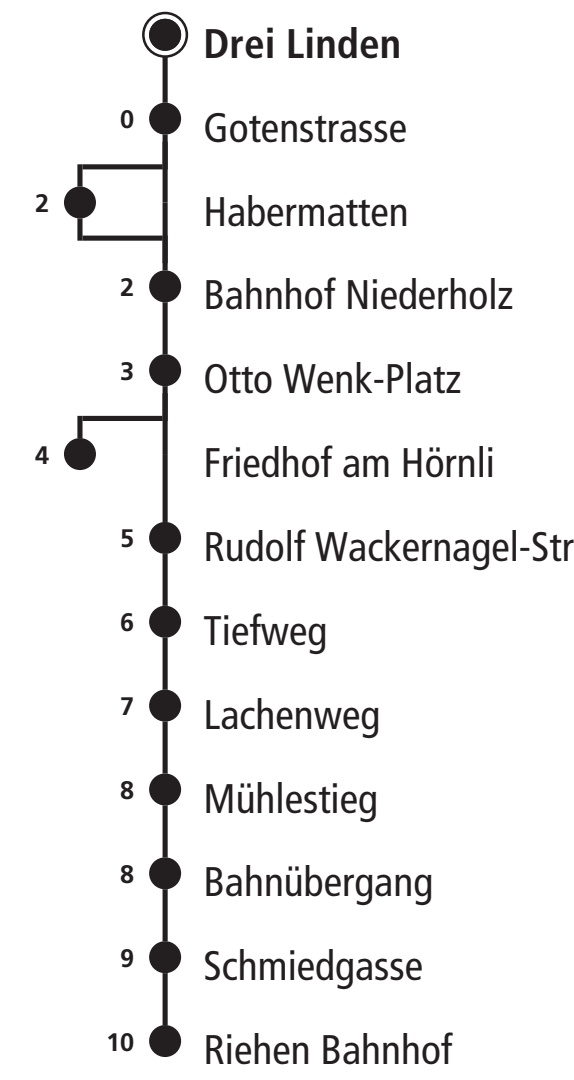 Drei Linden
0 Gotenstrasse
2 Habermatten
2 Bahnhof Niederholz
3 Otto Wenk-Platz
4 Friedhof am Hörnli
5 Rudolf Wackernagel-Str
6 Tiefweg
7 Lachenweg
8 Mühlestieg
8 Bahnübergang
9 Schmiedgasse
10 Riehen Bahnhof